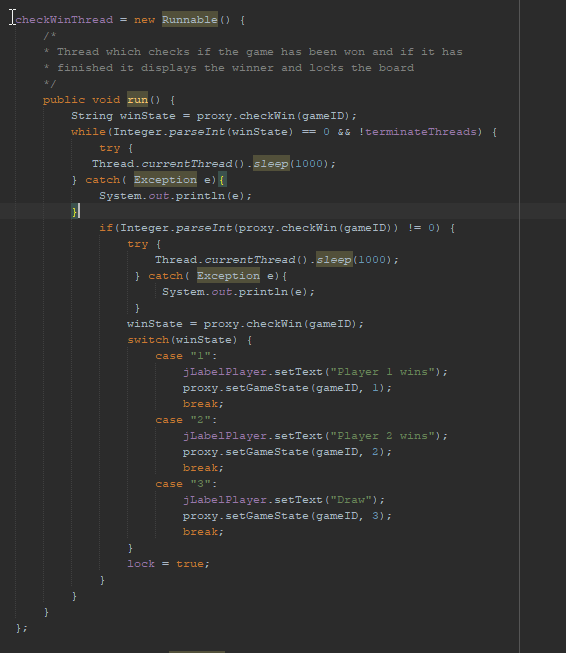 checkWinThread = new Runnable() {
/*
* Thread which checks if the game has been won and if it has
* finished it displays the winner and locks the board
*/
public void run() {
String winState = proxy.checkWin(gameID);
while(Integer.parseInt(winState) == 0 && !terminateThreads) {
try {
Thread.currentThread().sleep(1000);
} catch( Exception e){
System.out.println(e);
}
if(Integer.parseInt(proxy.checkWin(gameID)) != 0) {
try {
Thread.currentThread().sleep(1000);
} catch( Exception e){
System.out.println(e);
}
winState = proxy.checkWin(gameID);
switch(winState) {
case "1":
jLabelPlayer.setText("Player 1 wins");
proxy.setGameState(gameID, 1);
break;
case "2":
jLabelPlayer.setText("Player 2 wins");
proxy.setGameState(gameID, 2);
break;
case "3":
jLabelPlayer.setText("Draw");
proxy.setGameState(gameID, 3);
break;
}
lock = true;
}
}
}
};